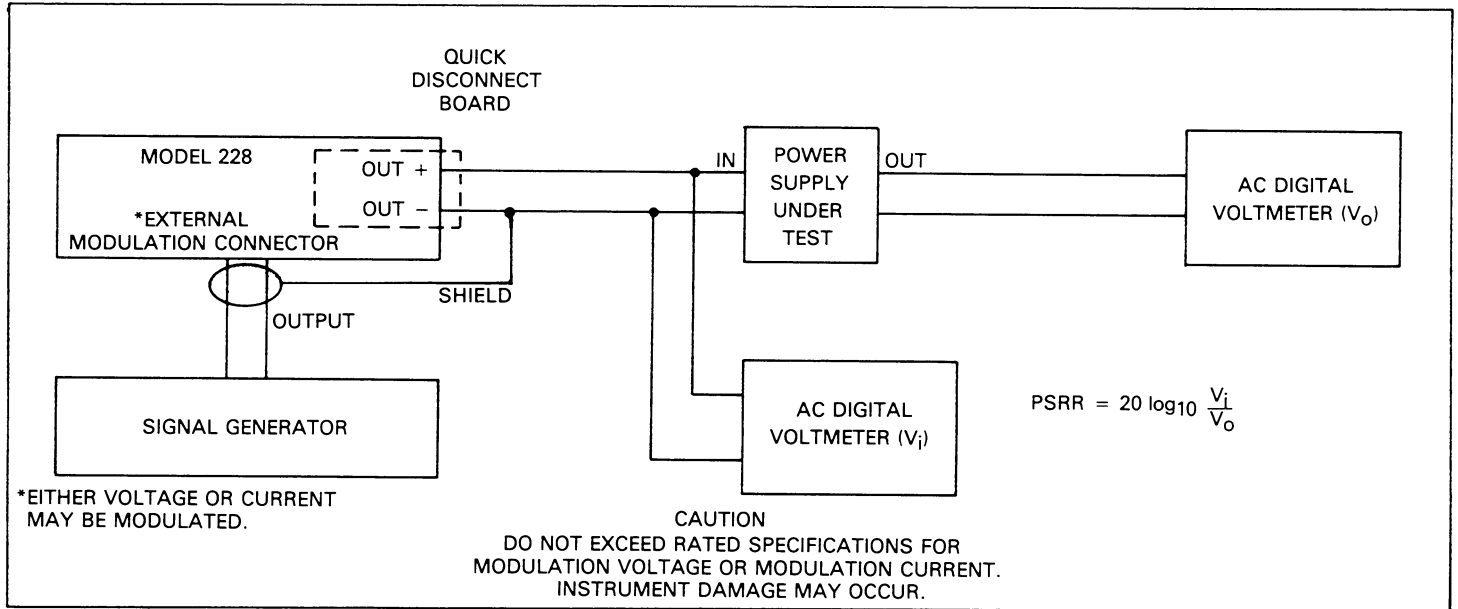 QUICK
DISCONNECT
BOARD
MODEL 228
OUT +
OUT −
*EXTERNAL
MODULATION CONNECTOR
SHIELD
OUTPUT
SIGNAL GENERATOR
*EITHER VOLTAGE OR CURRENT
MAY BE MODULATED.
IN
POWER
SUPPLY
UNDER
TEST
OUT
AC DIGITAL
VOLTMETER (Vo)
AC DIGITAL
VOLTMETER (Vi)
PSRR = 20 log10 Vi/Vo
CAUTION
DO NOT EXCEED RATED SPECIFICATIONS FOR
MODULATION VOLTAGE OR MODULATION CURRENT.
INSTRUMENT DAMAGE MAY OCCUR.